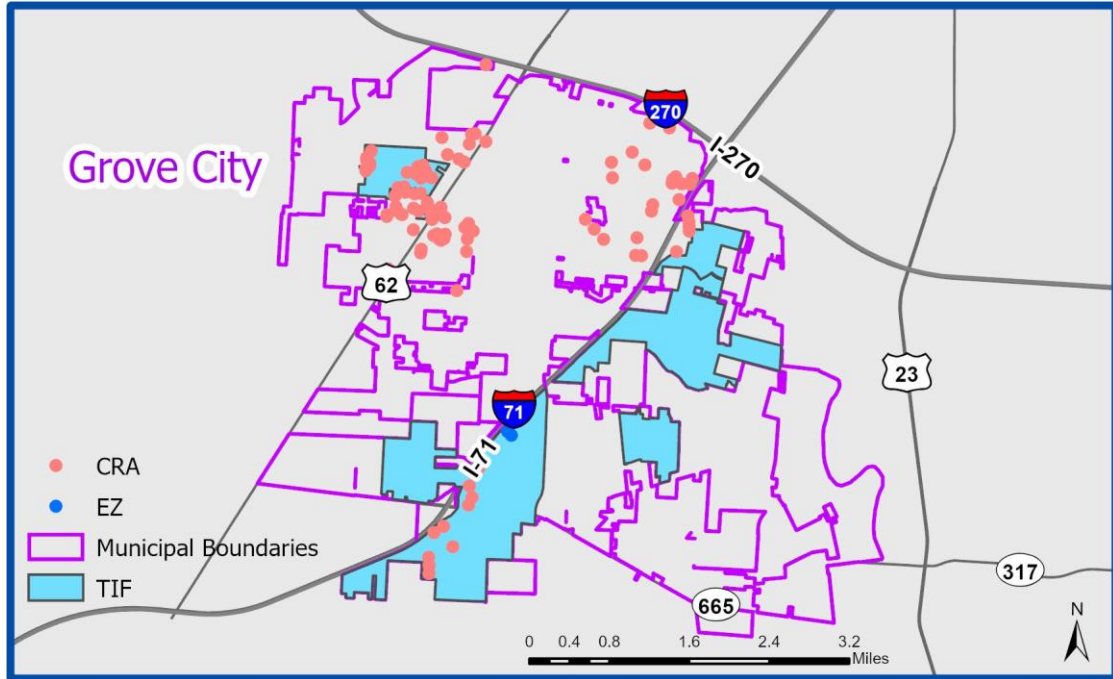 270
I-270
Grove City
62
23
71
I-71
CRA
EZ
Municipal Boundaries
TIF
317
665
N
0 0.4 0.8 1.6 2.4 3.2
Miles